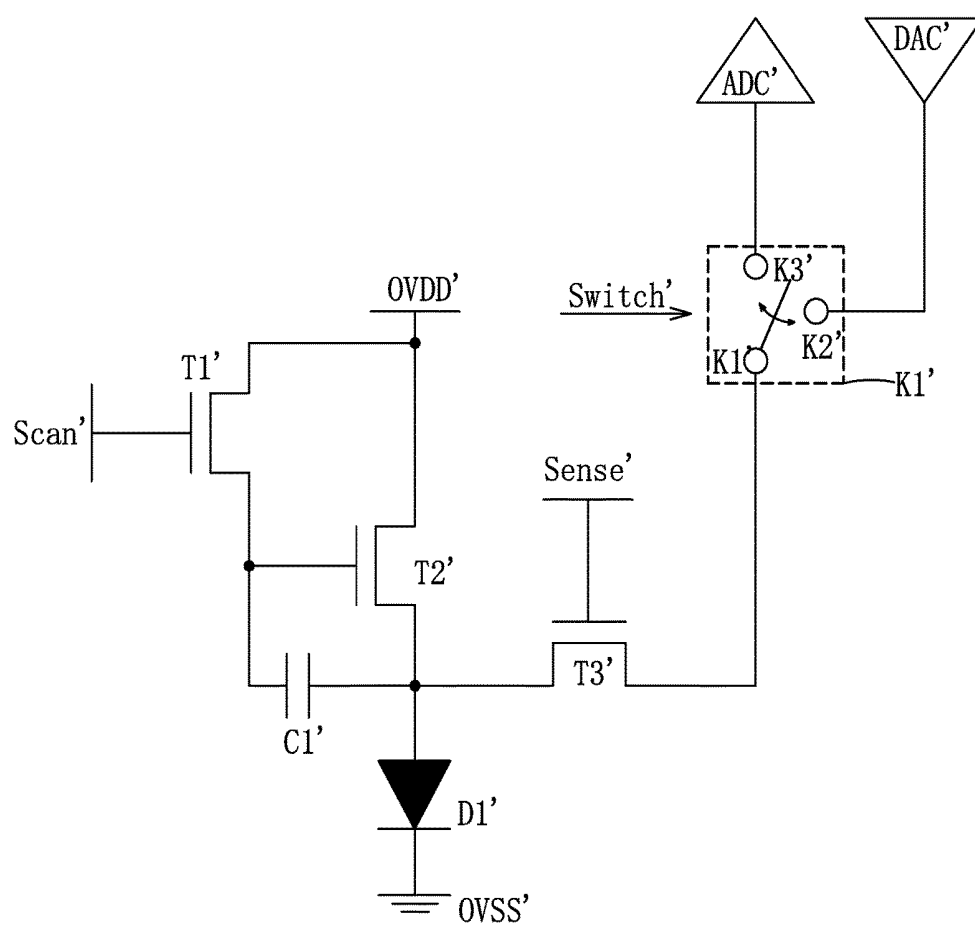 DAC'
ADC'
K3'
OVDD'
Switch'
K2'
K1'
T1'
K1'
Scan'
Sense'
T2'
T3'
C1'
D1'
OVSS'